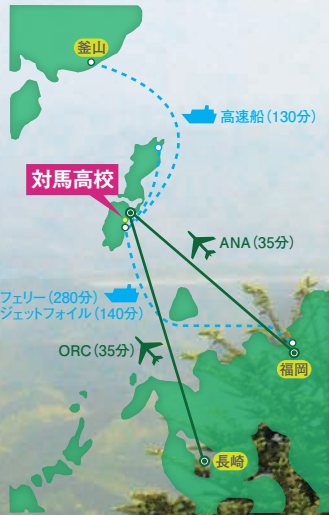 釜山
高速船（130分）
対馬高校
ANA（35分）
フェリー（280分）
ジェットフォイル（140分）
ORC（35分）
福岡
長崎